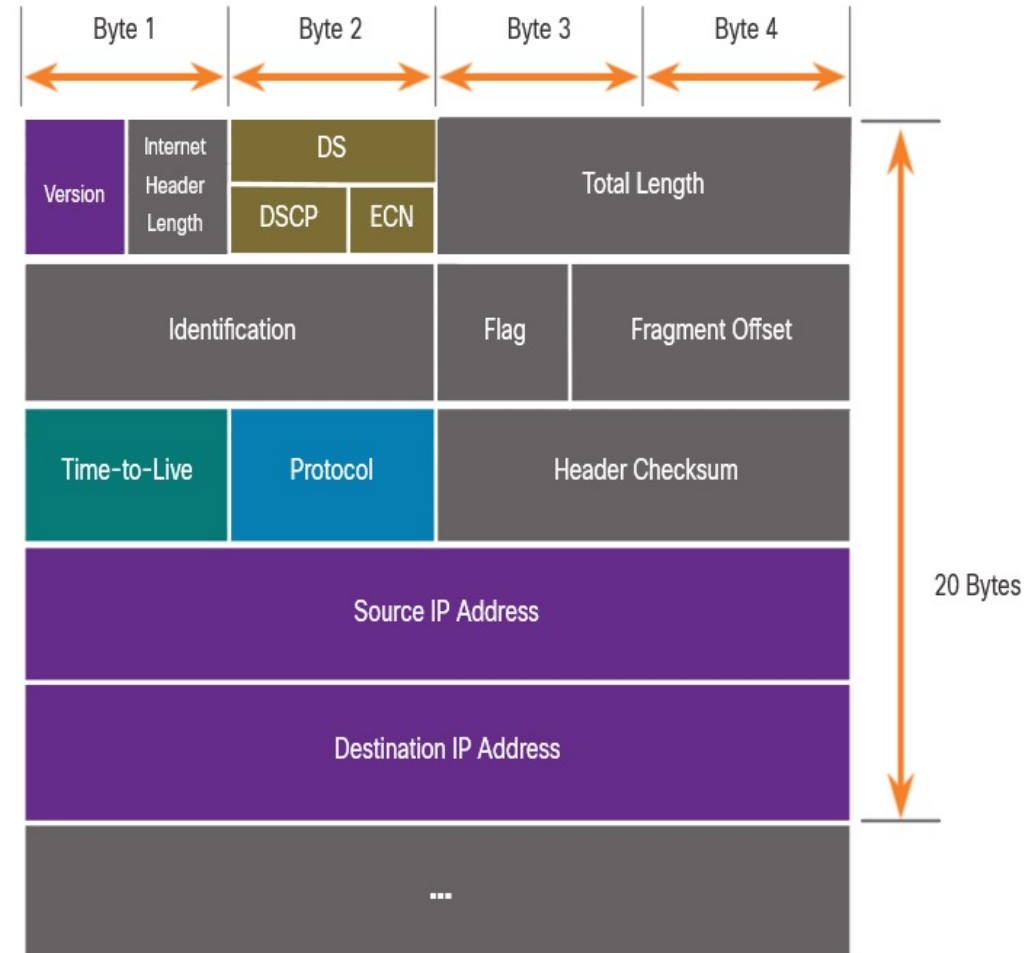 Byte 1
Byte 2
Byte 3
Byte 4
Version
Internet
Header
Length
DS
DSCP
ECN
Total Length
Identification
Flag
Fragment Offset
Time-to-Live
Protocol
Header Checksum
Source IP Address
20 Bytes
Destination IP Address
...